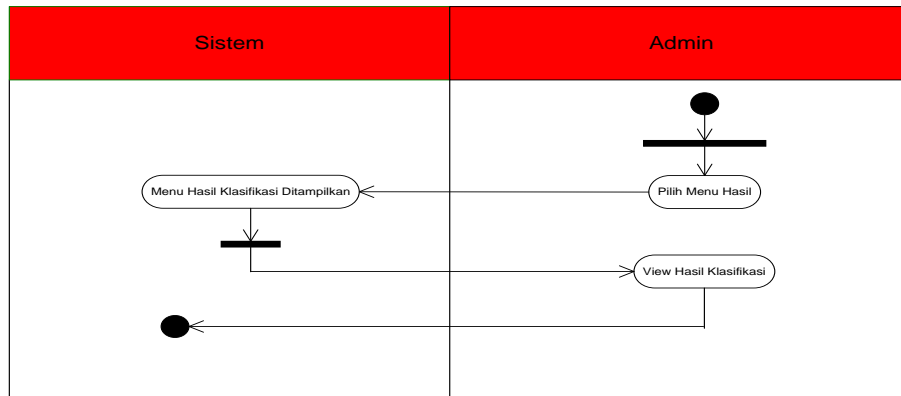 Sistem
Admin
Menu Hasil Klasifikasi Ditampilkan
Pilih Menu Hasil
View Hasil Klasifikasi